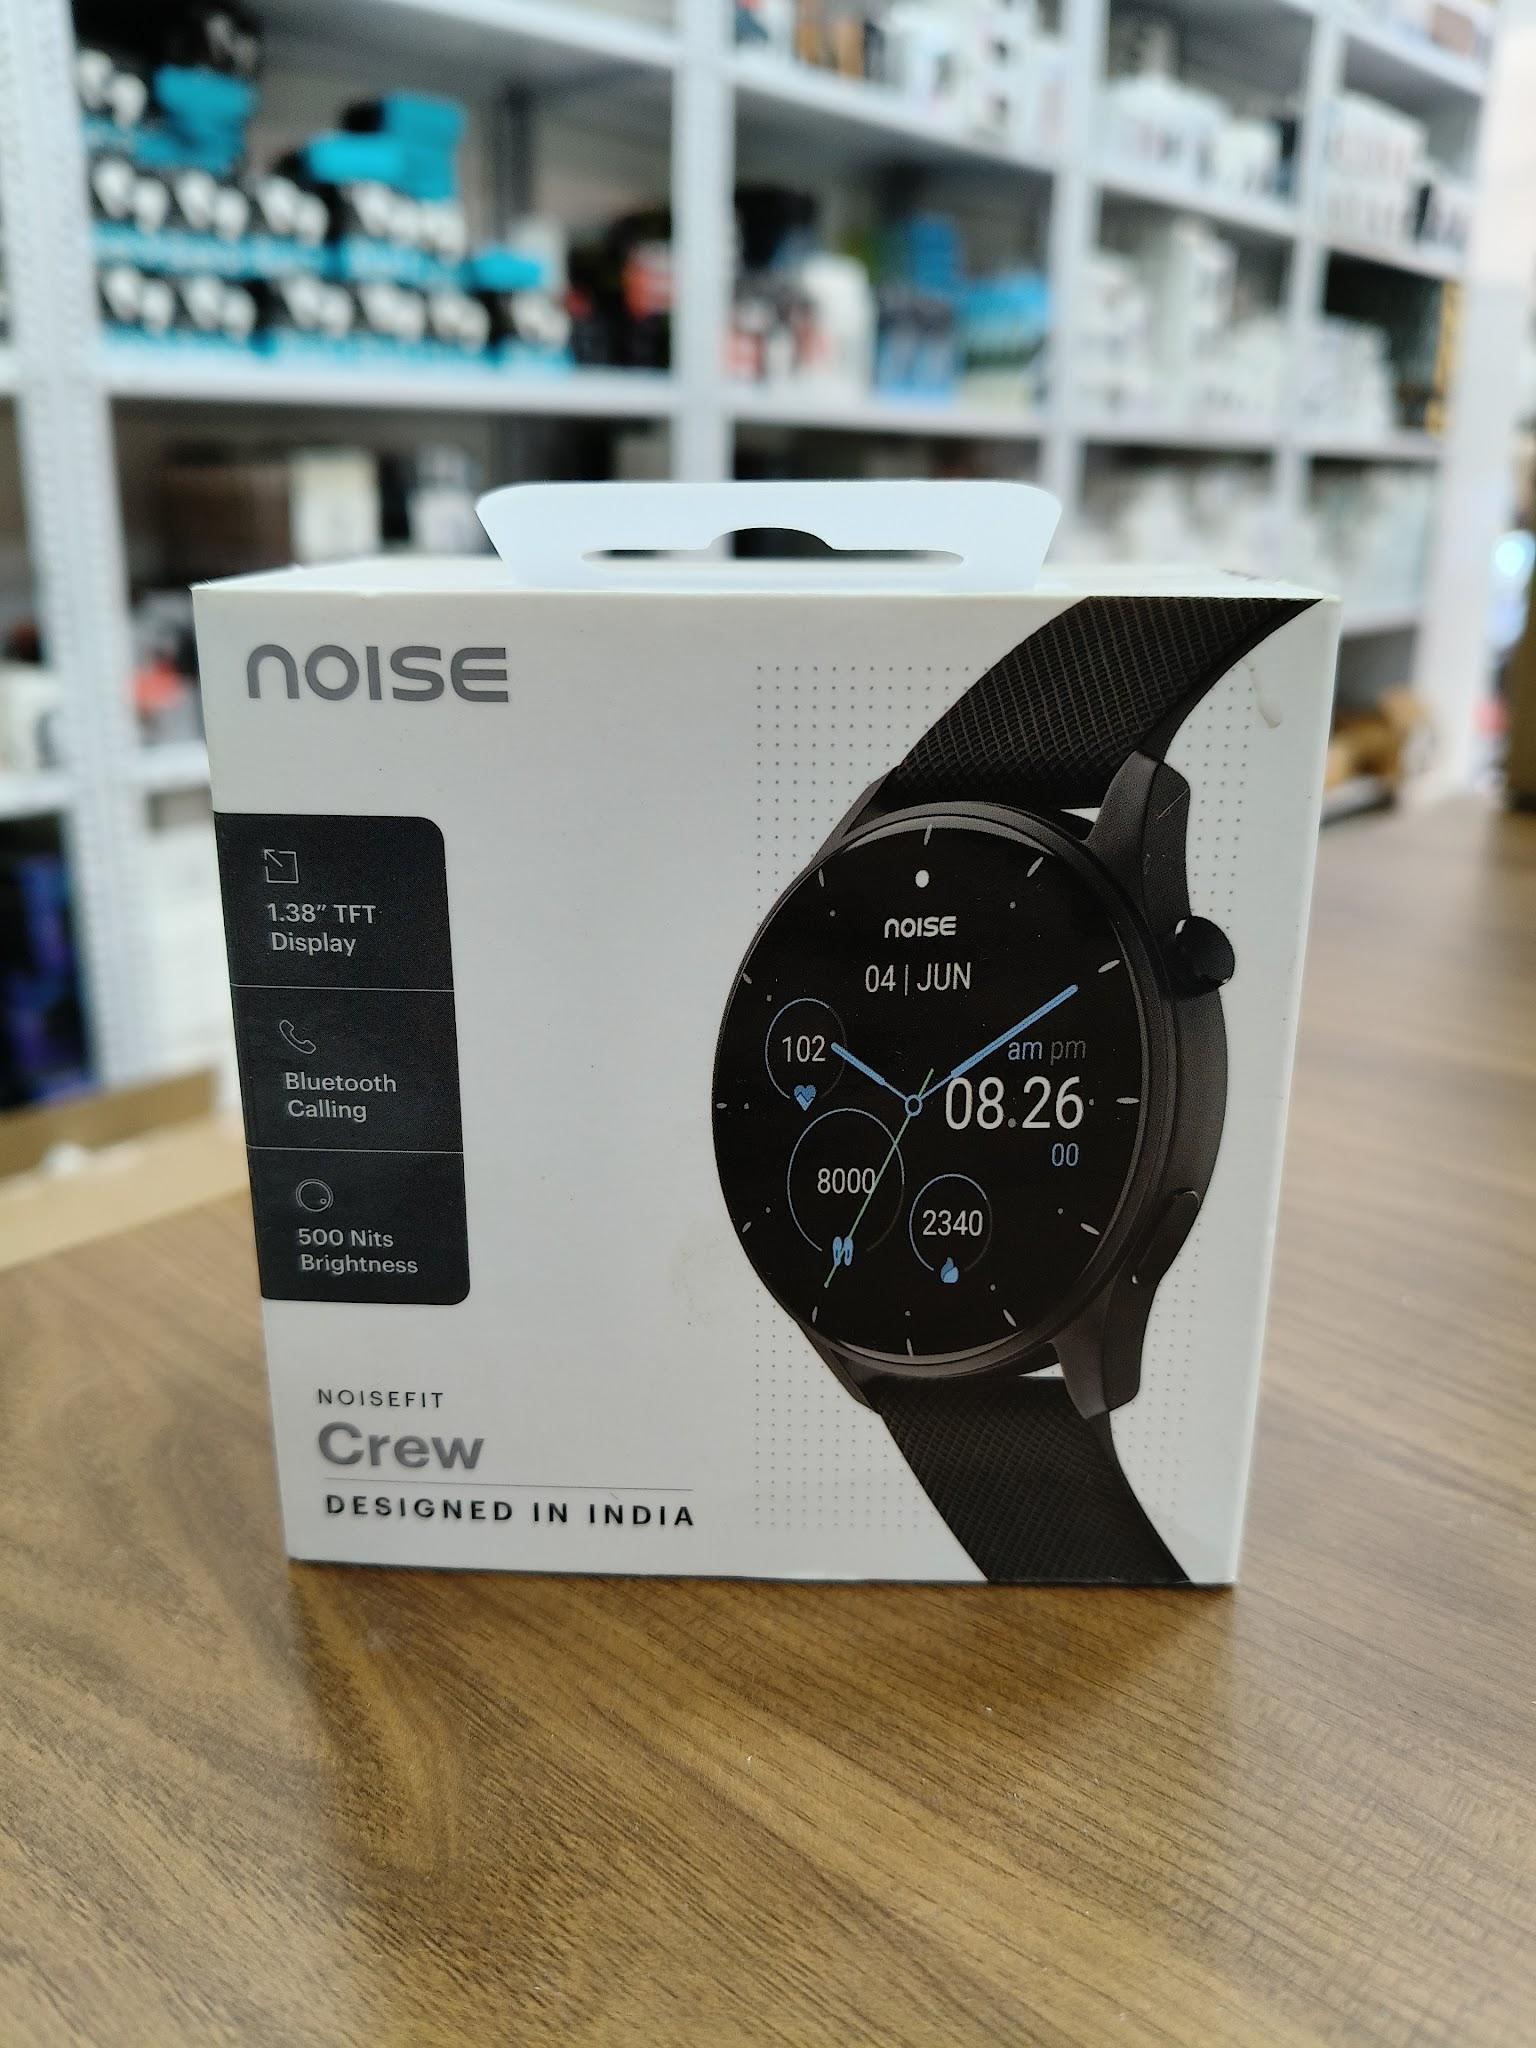 NOISE
1.38” TFT
Display
Bluetooth
Calling
500 Nits
Brightness
NOISEFIT
Crew
DESIGNED IN INDIA
NOISE
04 | JUN
102
am pm
08.26
00
8000
2340